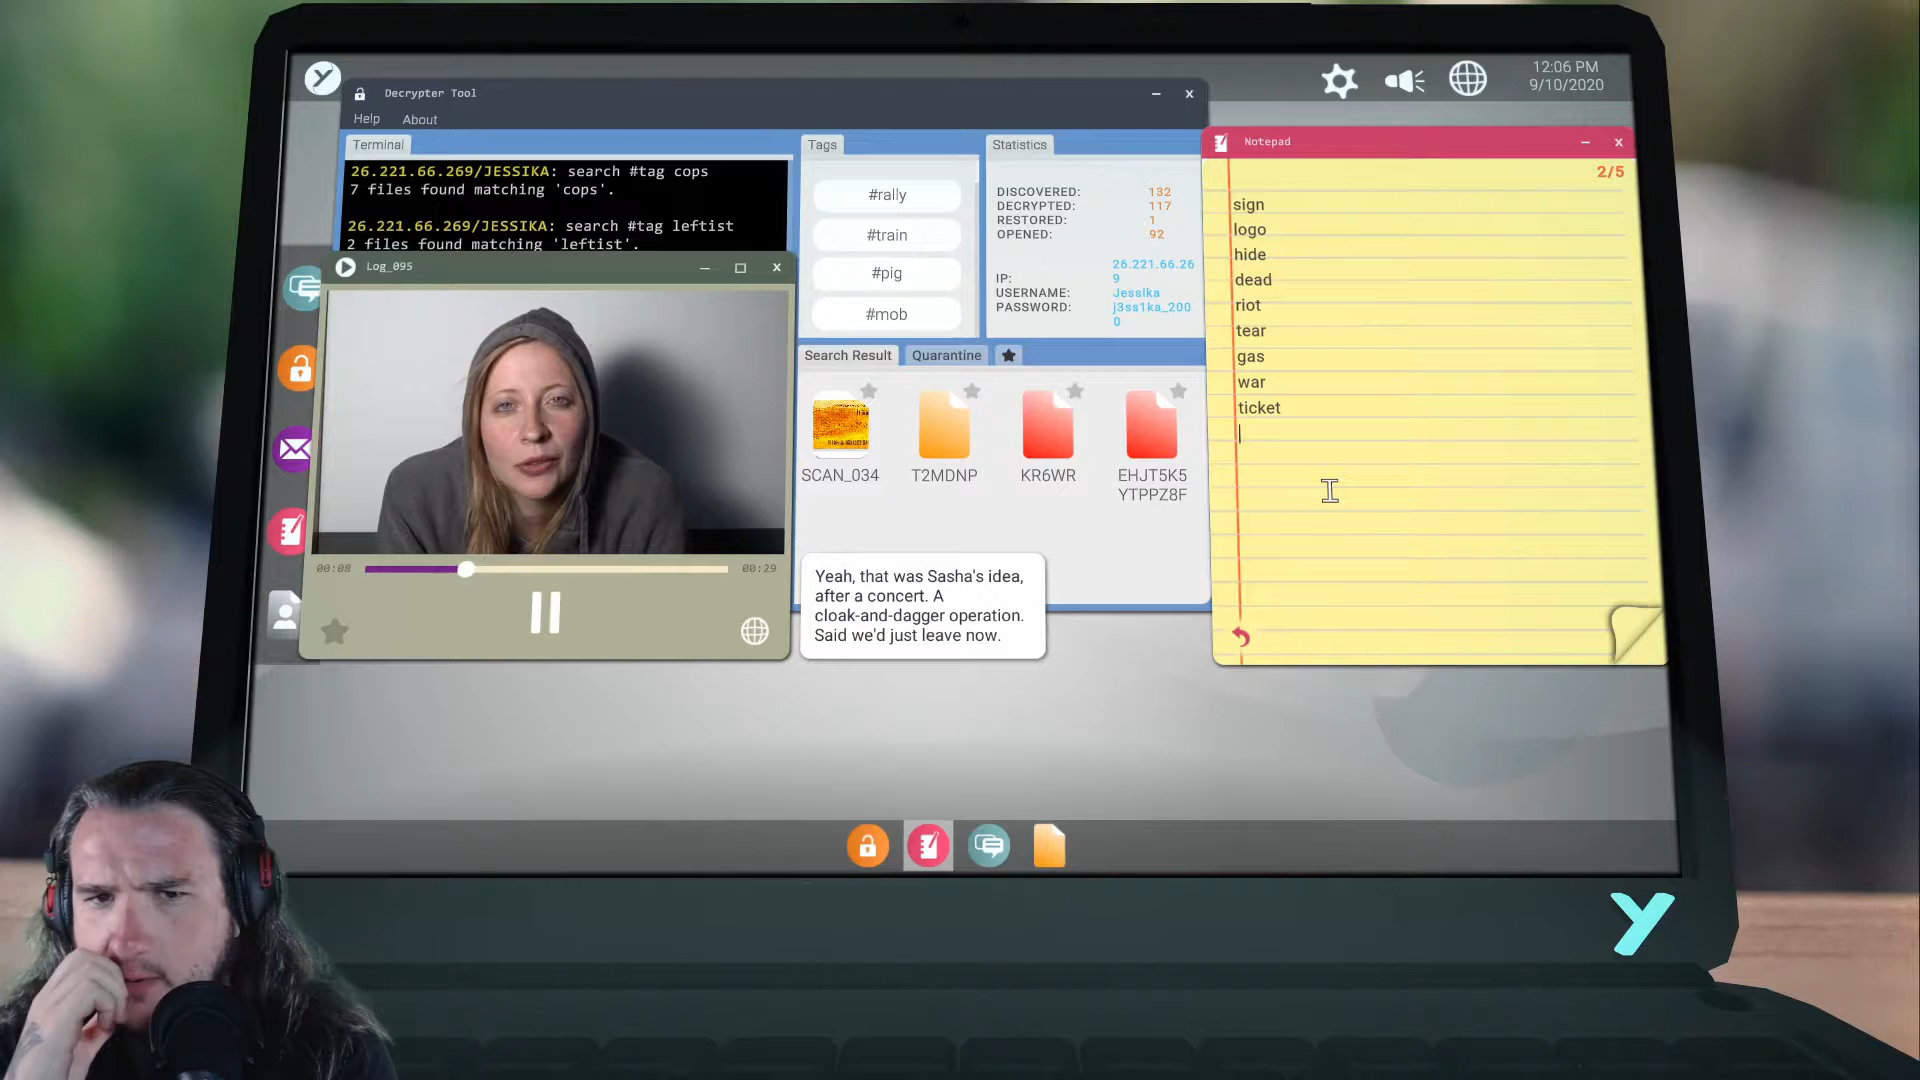 12:06 PM
9/10/2020
Decrypter Tool
Help
About
Terminal
26.221.66.269/JESSIKA: search #tag cops
7 files found matching 'cops'.
26.221.66.269/JESSIKA: search #tag leftist
2 files found matching 'leftist'.
Tags
#rally
#train
#pig
#mob
Statistics
DISCOVERED: 132
DECRYPTED: 117
RESTORED: 1
OPENED: 92
IP: 26.221.66.26
9
USERNAME: Jessika
PASSWORD: j3ss1ka_200
0
Search Result
Quarantine
SCAN_034
T2MDNP
KR6WR
EHJT5K5
YTPPZ8F
Log_095
00:08
00:29
Yeah, that was Sasha's idea,
after a concert. A
cloak-and-dagger operation.
Said we'd just leave now.
Notepad
2/5
sign
logo
hide
dead
riot
tear
gas
war
ticket